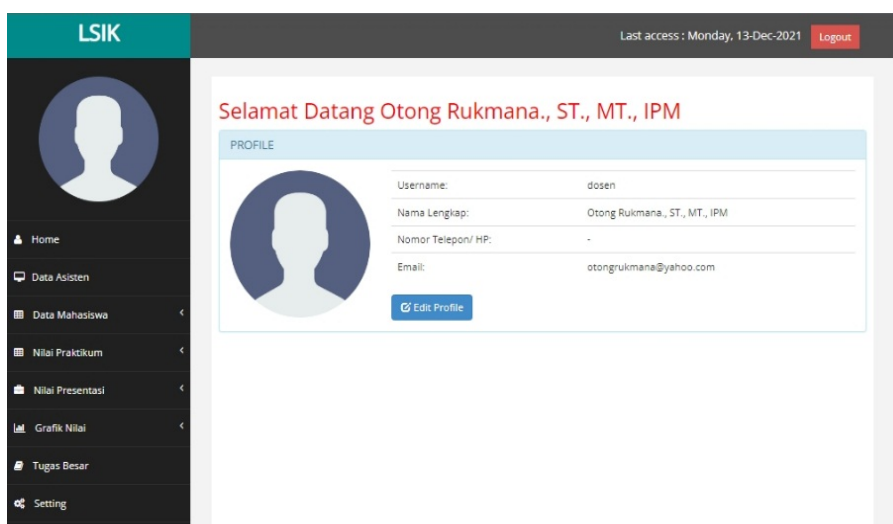 LSIK
Last access : Monday, 13-Dec-2021 Logout
Selamat Datang Otong Rukmana., ST., MT., IPM
PROFILE
Username: dosen
Nama Lengkap: Otong Rukmana., ST., MT., IPM
Nomor Telepon/ HP: -
Email: otongrukmana@yahoo.com
Edit Profile
Home
Data Asisten
Data Mahasiswa
Nilai Praktikum
Nilai Presentasi
Grafik Nilai
Tugas Besar
Setting